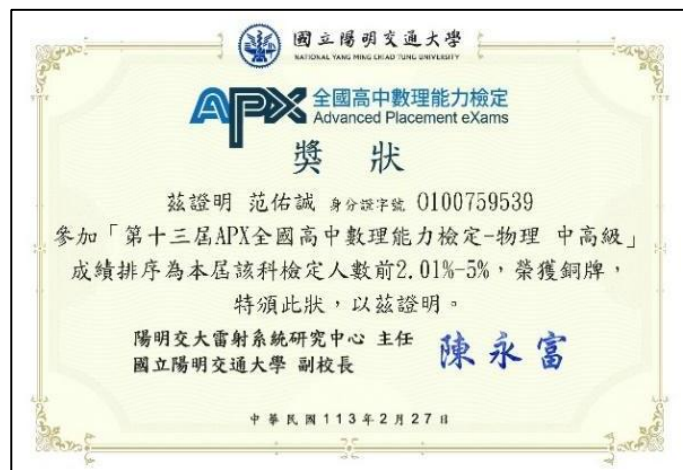 國立陽明交通大學
NATIONAL YANG MING CHIAO TUNG UNIVERSITY
APX 全國高中數理能力檢定
Advanced Placement eXams
獎 狀
茲證明 范佑誠 身分證字號 O100759539
參加「第十三屆APX全國高中數理能力檢定-物理 中高級」
成績排序為本屆該科檢定人數前2.01%-5%,榮獲銅牌,
特頒此狀,以茲證明。
陽明交大雷射系統研究中心 主任
國立陽明交通大學 副校長
陳永富
中華民國113年2月27日